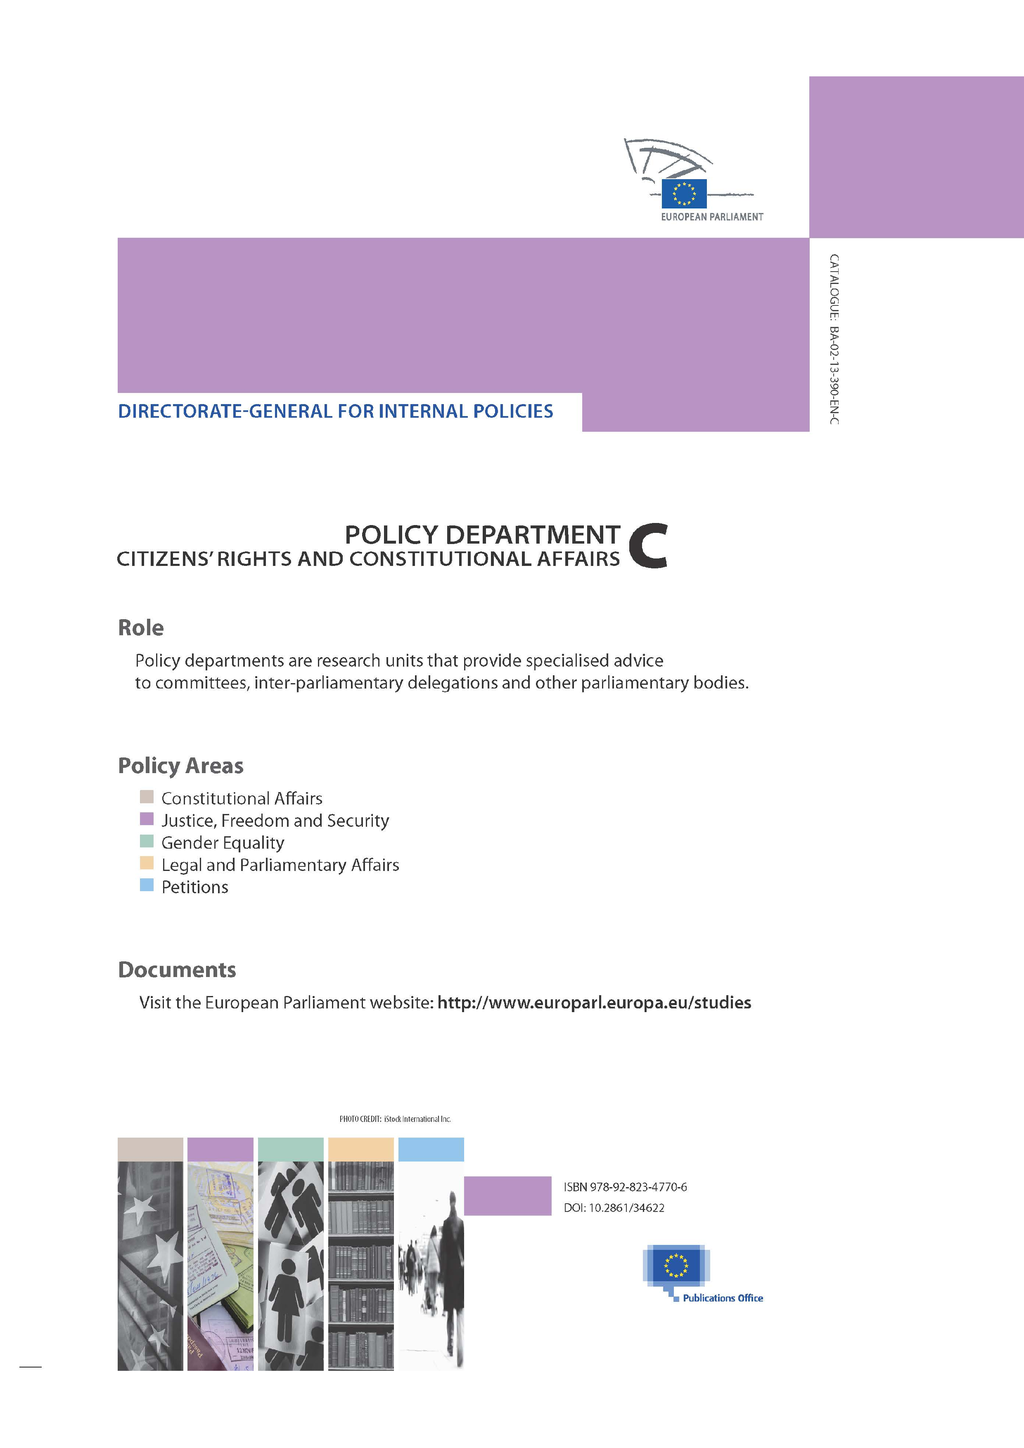 EUROPEAN PARLIAMENT
CATALOGUE: BA-02-13-390-EN-C
DIRECTORATE-GENERAL FOR INTERNAL POLICIES
POLICY DEPARTMENT
CITIZENS' RIGHTS AND CONSTITUTIONAL AFFAIRS
C
Role
Policy departments are research units that provide specialised advice
to committees, inter-parliamentary delegations and other parliamentary bodies.
Policy Areas
Constitutional Affairs
Justice, Freedom and Security
Gender Equality
Legal and Parliamentary Affairs
Petitions
Documents
Visit the European Parliament website: http://www.europarl.europa.eu/studies
PHOTO CREDIT: iStock International Inc.
ISBN 978-92-823-4770-6
DOI: 10.2861/34622
Publications Office